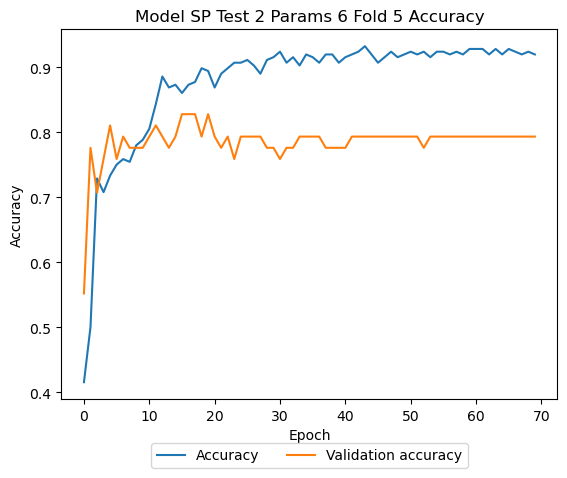 Model SP Test 2 Params 6 Fold 5 Accuracy
0.9
0.8
0.7
0.6
0.5
0.4
Accuracy
0 10 20 30 40 50 60 70
Epoch
Accuracy Validation accuracy